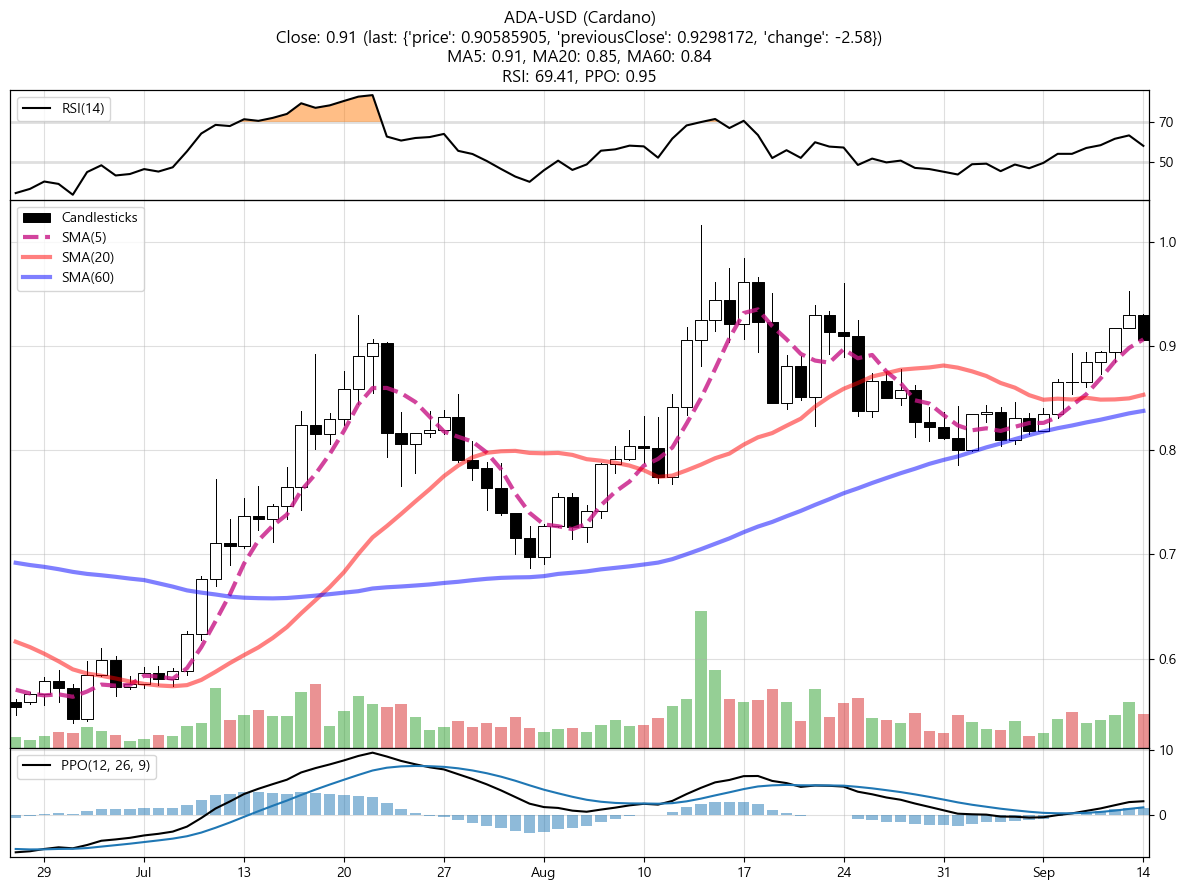 ADA-USD (Cardano)
Close: 0.91 (last: {'price': 0.90585905, 'previousClose': 0.9298172, 'change': -2.58})
MA5: 0.91, MA20: 0.85, MA60: 0.84
RSI: 69.41, PPO: 0.95
RSI(14)
70
50
Candlesticks
SMA(5)
SMA(20)
SMA(60)
1.0
0.9
0.8
0.7
0.6
PPO(12, 26, 9)
10
0
29 Jul 13 20 27 Aug 10 17 24 31 Sep 14